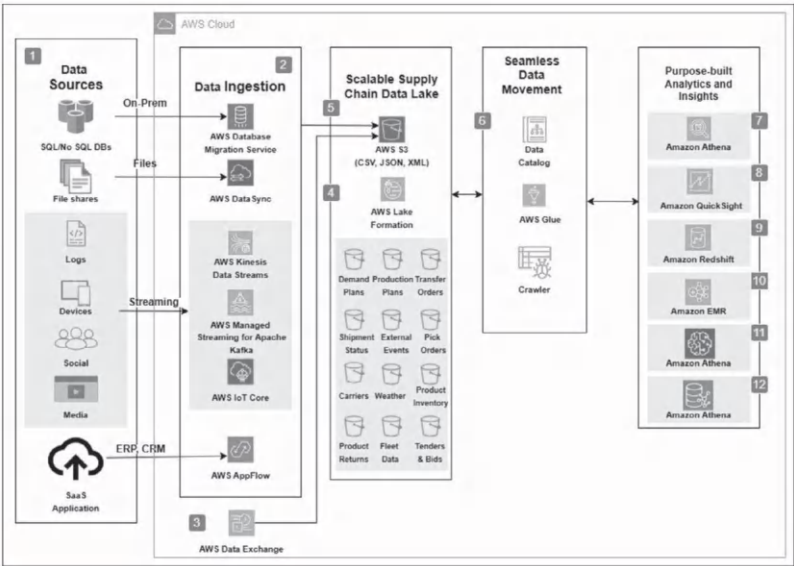 AWS Cloud
1
Data
Sources
SQL/No SQL DBs
File shares
Logs
Devices
Social
Media
SaaS
Application
On-Prem
Files
Streaming
ERP, CRM
2
Data Ingestion
AWS Database
Migration Service
AWS DataSync
AWS Kinesis
Data Streams
AWS Managed
Streaming for Apache
Kafka
AWS IoT Core
AWS AppFlow
3
AWS Data Exchange
Scalable Supply
Chain Data Lake
5
AWS S3
(CSV, JSON, XML)
4
AWS Lake
Formation
Demand
Plans
Production
Plans
Transfer
Orders
Shipment
Status
External
Events
Pick
Orders
Carriers
Weather
Product
Inventory
Product
Returns
Fleet
Data
Tenders
& Bids
Seamless
Data
Movement
6
Data
Catalog
AWS Glue
Crawler
Purpose-built
Analytics and
Insights
7
Amazon Athena
8
Amazon QuickSight
9
Amazon Redshift
10
Amazon EMR
11
Amazon Athena
12
Amazon Athena